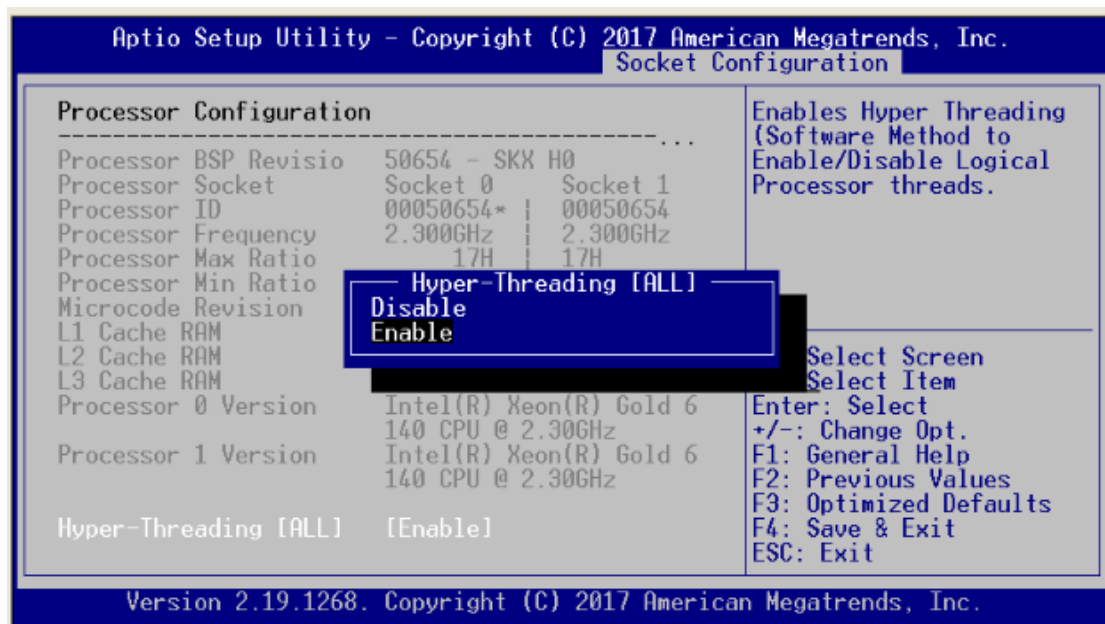 Aptio Setup Utility - Copyright (C) 2017 American Megatrends, Inc.
Socket Configuration
Processor Configuration
--------------------------------------------------...
Processor BSP Revisio 50654 - SKX H0
Processor Socket Socket 0 Socket 1
Processor ID 00050654* | 00050654
Processor Frequency 2.300GHz | 2.300GHz
Processor Max Ratio 17H | 17H
Processor Min Ratio
Microcode Revision
L1 Cache RAM
L2 Cache RAM
L3 Cache RAM
Processor 0 Version Intel(R) Xeon(R) Gold 6
140 CPU @ 2.30GHz
Processor 1 Version Intel(R) Xeon(R) Gold 6
140 CPU @ 2.30GHz
Hyper-Threading [ALL] [Enable]
Hyper-Threading [ALL]
Disable
Enable
Enables Hyper Threading
(Software Method to
Enable/Disable Logical
Processor threads.
Select Screen
Select Item
Enter: Select
+/-: Change Opt.
F1: General Help
F2: Previous Values
F3: Optimized Defaults
F4: Save & Exit
ESC: Exit
Version 2.19.1268. Copyright (C) 2017 American Megatrends, Inc.